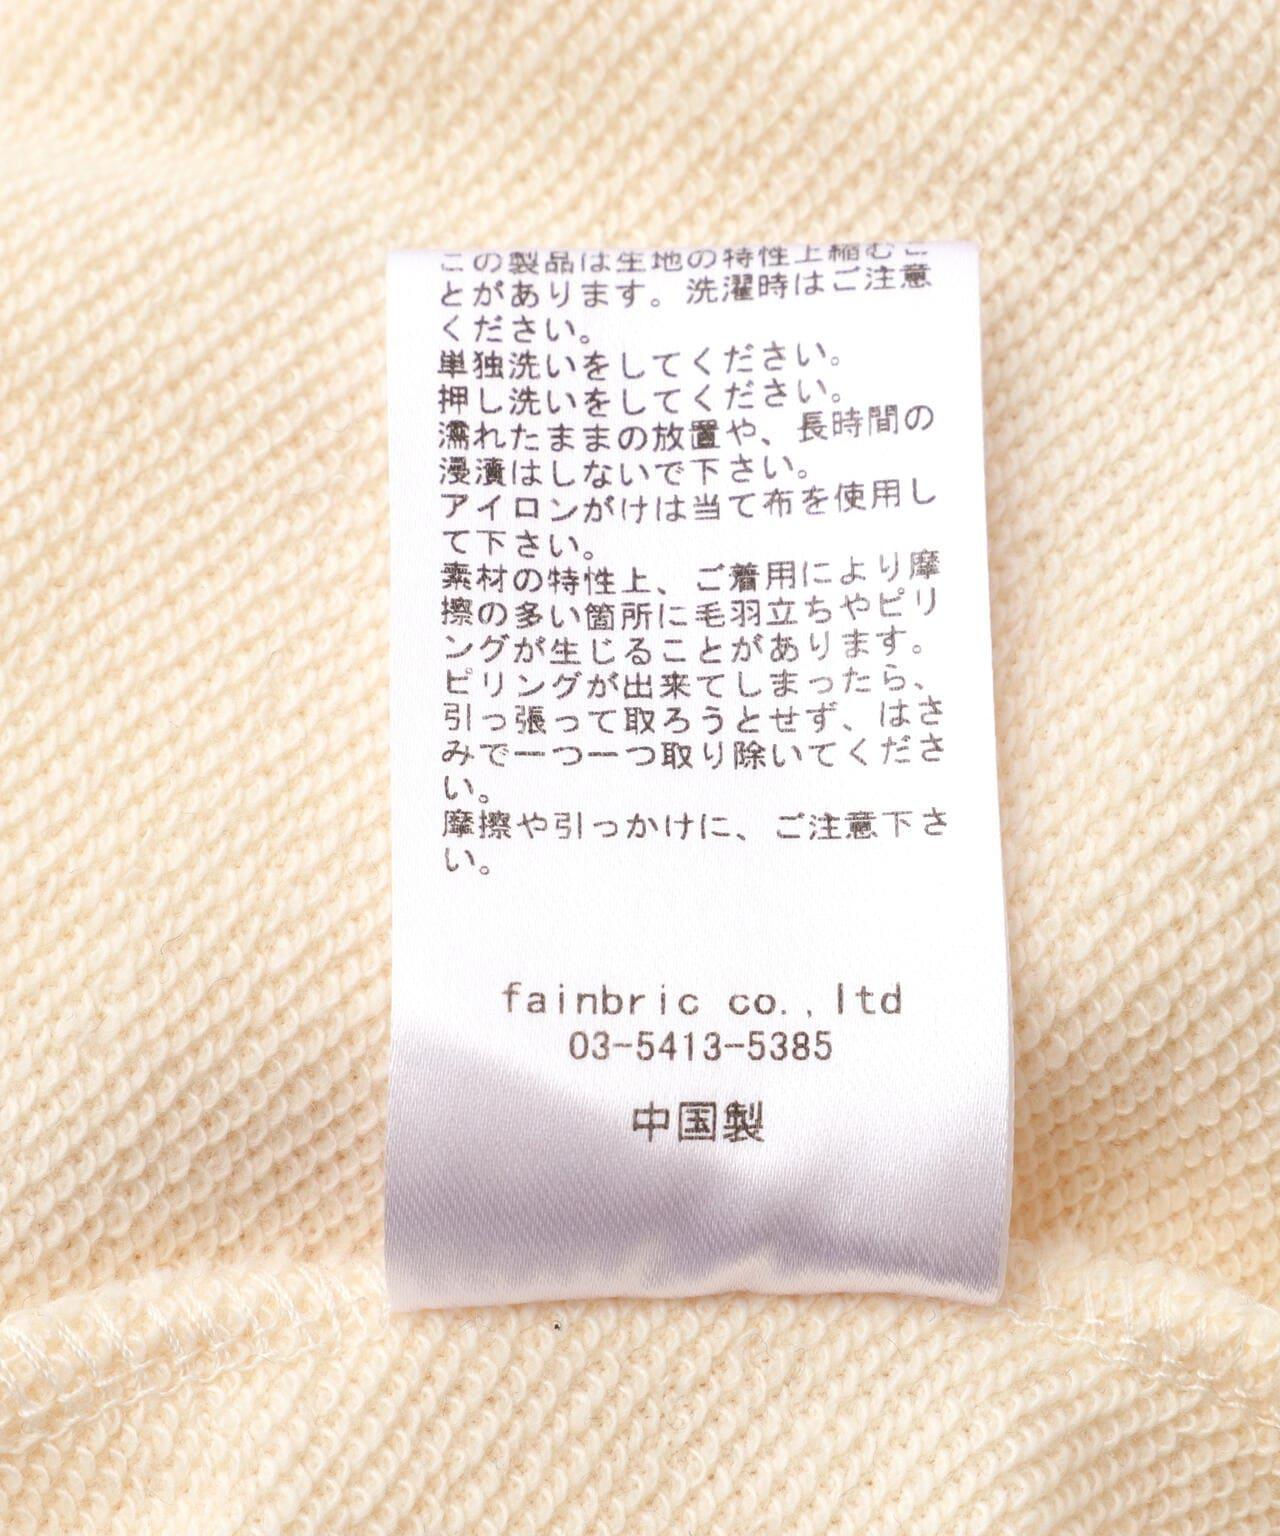 この製品は生地の特性上縮むこ
とがあります。洗濯時はご注意
ください。
単独洗いをしてください。
押し洗いをしてください。
濡れたままの放置や、長時間の
浸漬はしないで下さい。
アイロンがけは当て布を使用し
て下さい。
素材の特性上、ご着用により摩
擦の多い箇所に毛羽立ちやピリ
ングが生じることがあります。
ピリングが出来てしまったら、
引っ張って取ろうとせず、はさ
みで一つ一つ取り除いてくださ
い。
摩擦や引っかけに、ご注意下さ
い。
fainbric co.,ltd
03-5413-5385
中国製